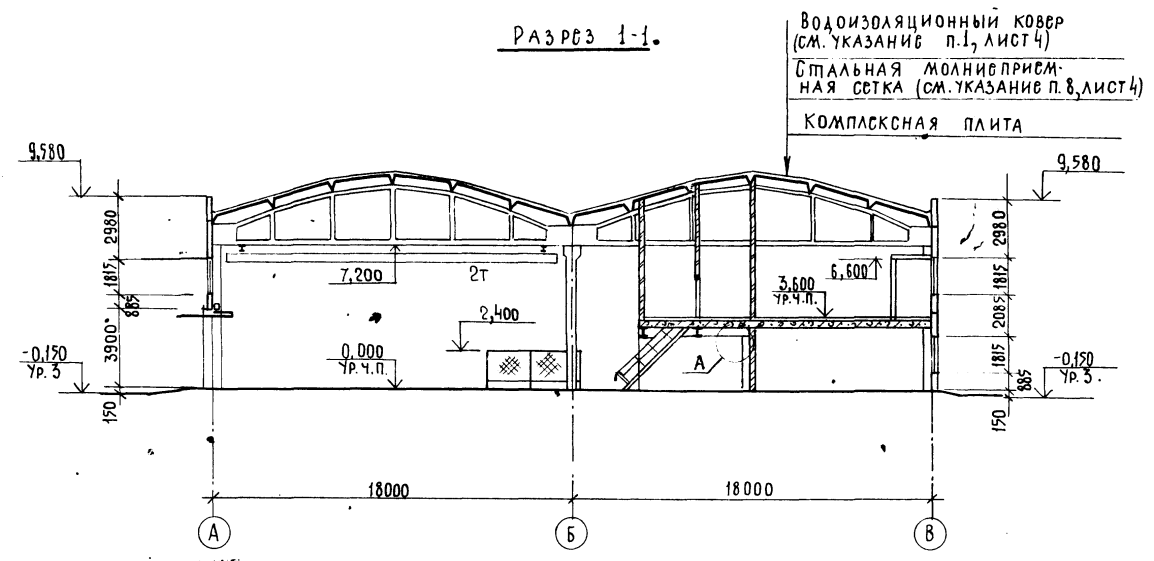 Разрез 1-1.
Водоизоляционный ковер
(см. указание п.1, лист 4)
Стальная молниеприем-
ная сетка (см. указание п. 8, лист 4)
Комплексная плита
9,580
9,580
2980
1815
885
3900
150
-0,150
Ур. З
7,200
2т
2,400
0,000
Ур.ч.п.
3,600
Ур.ч.п.
6,600
А
2980
1815
2085
1815
885
150
-0,150
Ур. З.
18000
18000
А
Б
В